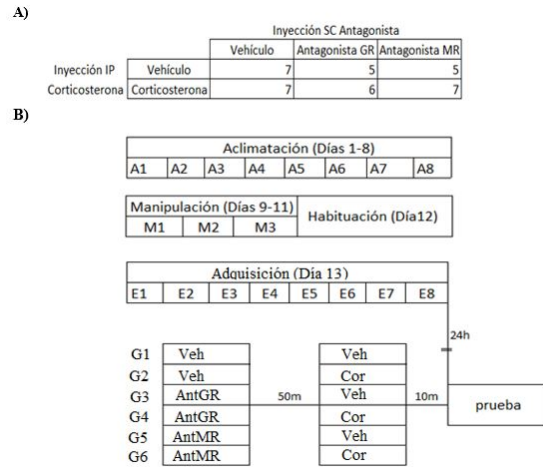 A)
Inyección SC Antagonista
Vehículo Antagonista GR Antagonista MR
Inyección IP Vehículo 7 5 5
Corticosterona Corticosterona 7 6 7
B)
Aclimatación (Días 1-8)
A1 A2 A3 A4 A5 A6 A7 A8
Manipulación (Días 9-11) Habituación (Día12)
M1 M2 M3
Adquisición (Día 13)
E1 E2 E3 E4 E5 E6 E7 E8
24h
G1 Veh Veh
G2 Veh Cor
G3 AntGR 50m Veh 10m prueba
G4 AntGR Cor
G5 AntMR Veh
G6 AntMR Cor